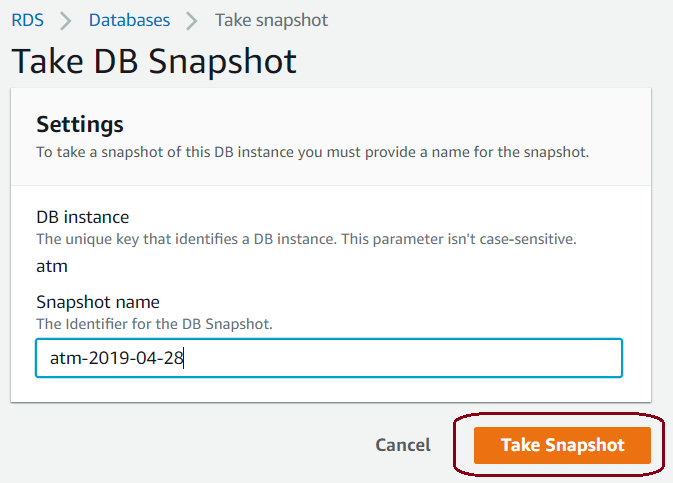 RDS > Databases > Take snapshot
Take DB Snapshot
Settings
To take a snapshot of this DB instance you must provide a name for the snapshot.
DB instance
The unique key that identifies a DB instance. This parameter isn't case-sensitive.
atm
Snapshot name
The Identifier for the DB Snapshot.
atm-2019-04-28
Cancel Take Snapshot